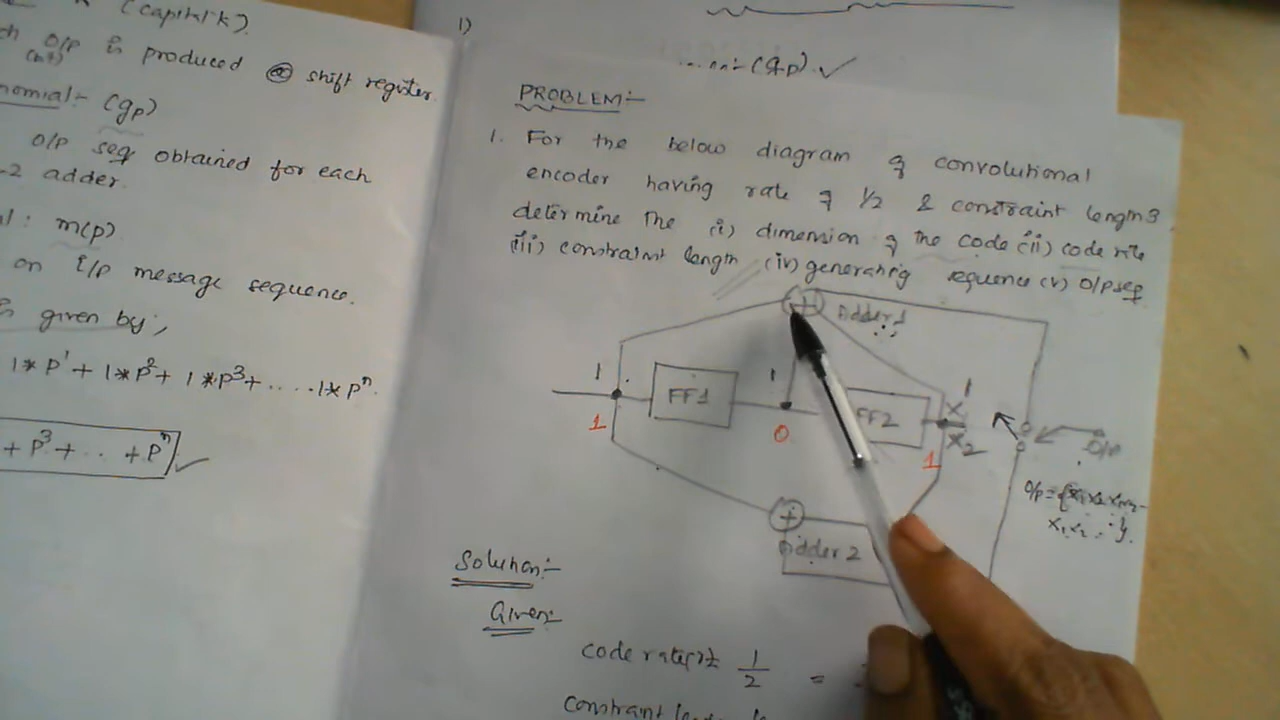 (capital k).
O/P is produced @ shift register.
nomial:- (gp)
O/P seq obtained for each
-2 adder.
: m(p)
on i/p message sequence.
given by:,
1*P¹ + 1*P² + 1*P³ + ..... 1* Pⁿ.
+ P³ + .. + Pⁿ
1)
(gp).
PROBLEM:-
1. For the below diagram of convolutional
encoder having rate of 1/2 & constraint length 3
determine the (i) dimension of the code (ii) code rate
(iii) constraint length (iv) generating sequence (v) O/P seq.
Adder 1
1 FF1 1 FF2 X 1
1 0 1 X2
O/P
O/P =
X1X2 ... }.
Adder 2
Solution:-
Given:-
code rate(r): 1/2 =